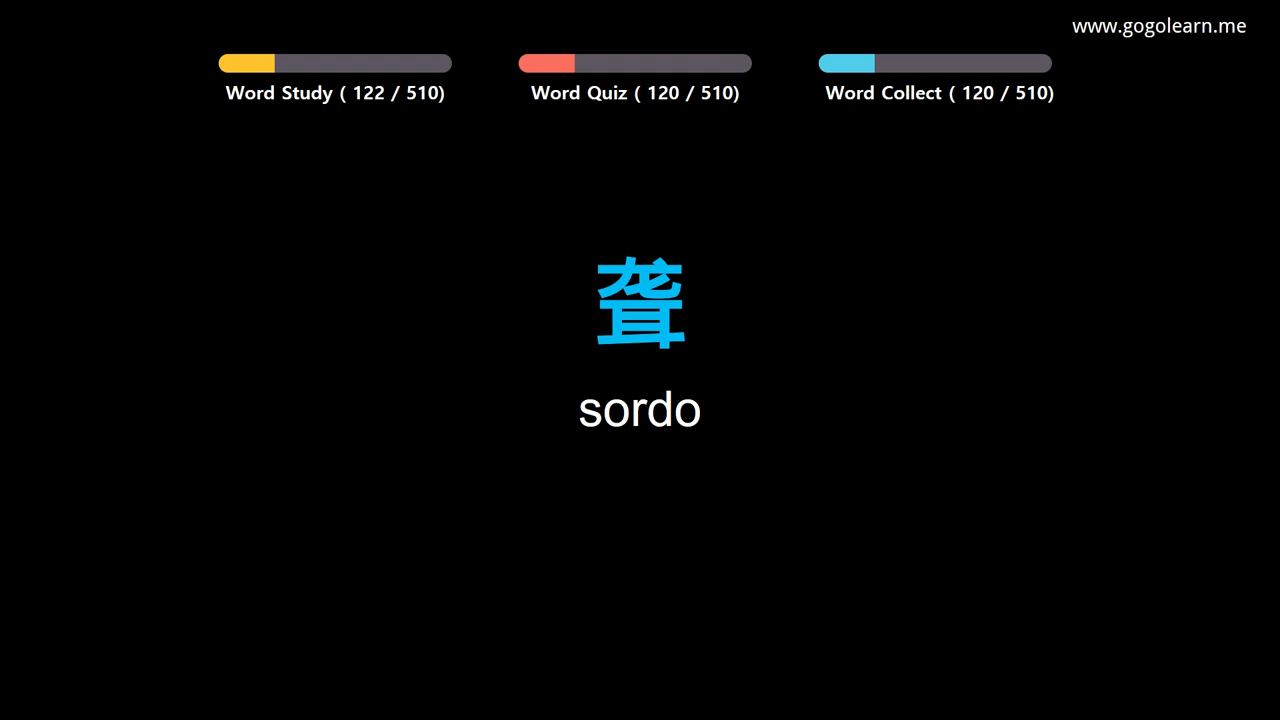 www.gogolearn.me
Word Study ( 122 / 510)
Word Quiz ( 120 / 510)
Word Collect ( 120 / 510)
聋
sordo